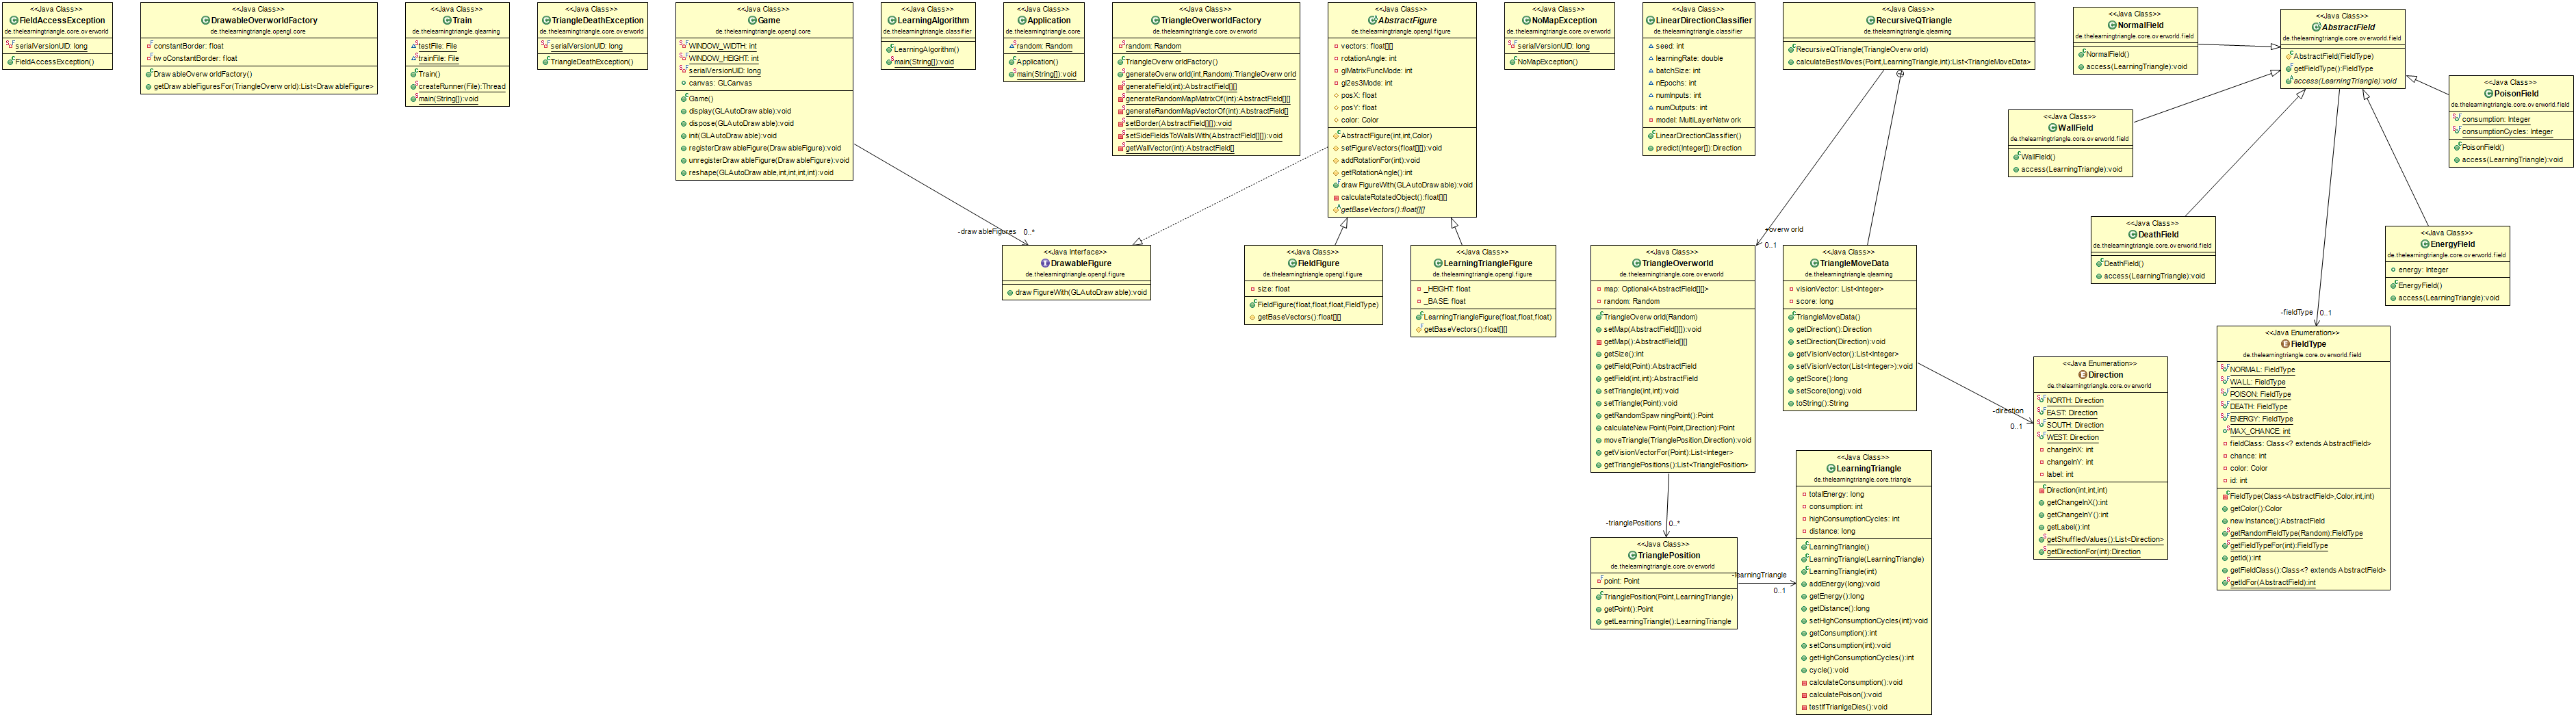 <<Java Class>>
FieldAccessException
de.thelearningtriangle.core.overworld
serialVersionUID: long
FieldAccessException()
<<Java Class>>
DrawableOverworldFactory
de.thelearningtriangle.opengl.core
constantBorder: float
twoConstantBorder: float
DrawableOverworldFactory()
getDrawableFiguresFor(TriangleOverworld):List<DrawableFigure>
<<Java Class>>
Train
de.thelearningtriangle.qlearning
testFile: File
trainFile: File
Train()
createRunner(File):Thread
main(String[]):void
<<Java Class>>
TriangleDeathException
de.thelearningtriangle.core.overworld
serialVersionUID: long
TriangleDeathException()
<<Java Class>>
Game
de.thelearningtriangle.opengl.core
WINDOW_WIDTH: int
WINDOW_HEIGHT: int
serialVersionUID: long
canvas: GLCanvas
Game()
display(GLAutoDrawable):void
dispose(GLAutoDrawable):void
init(GLAutoDrawable):void
registerDrawableFigure(DrawableFigure):void
unregisterDrawableFigure(DrawableFigure):void
reshape(GLAutoDrawable,int,int,int,int):void
<<Java Class>>
LearningAlgorithm
de.thelearningtriangle.classifier
LearningAlgorithm()
main(String[]):void
<<Java Class>>
Application
de.thelearningtriangle.core
random: Random
Application()
main(String[]):void
<<Java Class>>
TriangleOverworldFactory
de.thelearningtriangle.core.overworld
random: Random
TriangleOverworldFactory()
generateOverworld(int,Random):TriangleOverworld
generateField(int):AbstractField[][]
generateRandomMapMatrixOf(int):AbstractField[][]
generateRandomMapVectorOf(int):AbstractField[]
setBorder(AbstractField[][]):void
setSideFieldsToWallsWith(AbstractField[][]):void
getWallVector(int):AbstractField[]
<<Java Class>>
AbstractFigure
de.thelearningtriangle.opengl.figure
vectors: float[][]
rotationAngle: int
glMatrixFuncMode: int
gl2es3Mode: int
posX: float
posY: float
color: Color
AbstractFigure(int,int,Color)
setFigureVectors(float[][]):void
addRotationFor(int):void
getRotationAngle():int
drawFigureWith(GLAutoDrawable):void
calculateRotatedObject():float[][]
getBaseVectors():float[][]
<<Java Class>>
NoMapException
de.thelearningtriangle.core.overworld
serialVersionUID: long
NoMapException()
<<Java Class>>
LinearDirectionClassifier
de.thelearningtriangle.classifier
seed: int
learningRate: double
batchSize: int
nEpochs: int
numInputs: int
numOutputs: int
model: MultiLayerNetwork
LinearDirectionClassifier()
predict(Integer[]):Direction
<<Java Class>>
RecursiveQTriangle
de.thelearningtriangle.qlearning
RecursiveQTriangle(TriangleOverworld)
calculateBestMoves(Point,LearningTriangle,int):List<TriangleMoveData>
<<Java Class>>
NormalField
de.thelearningtriangle.core.overworld.field
NormalField()
access(LearningTriangle):void
<<Java Class>>
AbstractField
de.thelearningtriangle.core.overworld.field
AbstractField(FieldType)
getFieldType():FieldType
access(LearningTriangle):void
<<Java Class>>
PoisonField
de.thelearningtriangle.core.overworld.field
consumption: Integer
consumptionCycles: Integer
PoisonField()
access(LearningTriangle):void
<<Java Class>>
WallField
de.thelearningtriangle.core.overworld.field
WallField()
access(LearningTriangle):void
<<Java Class>>
DeathField
de.thelearningtriangle.core.overworld.field
DeathField()
access(LearningTriangle):void
<<Java Class>>
EnergyField
de.thelearningtriangle.core.overworld.field
energy: Integer
EnergyField()
access(LearningTriangle):void
-drawableFigures 0..*
<<Java Interface>>
DrawableFigure
de.thelearningtriangle.opengl.figure
drawFigureWith(GLAutoDrawable):void
<<Java Class>>
FieldFigure
de.thelearningtriangle.opengl.figure
size: float
FieldFigure(float,float,float,FieldType)
getBaseVectors():float[][]
<<Java Class>>
LearningTriangleFigure
de.thelearningtriangle.opengl.figure
_HEIGHT: float
_BASE: float
LearningTriangleFigure(float,float,float)
getBaseVectors():float[][]
+overworld
0..1
<<Java Class>>
TriangleOverworld
de.thelearningtriangle.core.overworld
map: Optional<AbstractField[][]>
random: Random
TriangleOverworld(Random)
setMap(AbstractField[][]):void
getMap():AbstractField[][]
getSize():int
getField(Point):AbstractField
getField(int,int):AbstractField
setTriangle(int,int):void
setTriangle(Point):void
getRandomSpawningPoint():Point
calculateNewPoint(Point,Direction):Point
moveTriangle(TrianglePosition,Direction):void
getVisionVectorFor(Point):List<Integer>
getTrianglePositions():List<TrianglePosition>
<<Java Class>>
TriangleMoveData
de.thelearningtriangle.qlearning
visionVector: List<Integer>
score: long
TriangleMoveData()
getDirection():Direction
setDirection(Direction):void
getVisionVector():List<Integer>
setVisionVector(List<Integer>):void
getScore():long
setScore(long):void
toString():String
-direction
0..1
<<Java Enumeration>>
Direction
de.thelearningtriangle.core.overworld
NORTH: Direction
EAST: Direction
SOUTH: Direction
WEST: Direction
changeInX: int
changeInY: int
label: int
Direction(int,int,int)
getChangeInX():int
getChangeInY():int
getLabel():int
getShuffledValues():List<Direction>
getDirectionFor(int):Direction
-fieldType 0..1
<<Java Enumeration>>
FieldType
de.thelearningtriangle.core.overworld.field
NORMAL: FieldType
WALL: FieldType
POISON: FieldType
DEATH: FieldType
ENERGY: FieldType
MAX_CHANCE: int
fieldClass: Class<? extends AbstractField>
chance: int
color: Color
id: int
FieldType(Class<AbstractField>,Color,int,int)
getColor():Color
newInstance():AbstractField
getRandomFieldType(Random):FieldType
getFieldTypeFor(int):FieldType
getId():int
getFieldClass():Class<? extends AbstractField>
getIdFor(AbstractField):int
-trianglePositions 0..*
<<Java Class>>
TrianglePosition
de.thelearningtriangle.core.overworld
point: Point
TrianglePosition(Point,LearningTriangle)
getPoint():Point
getLearningTriangle():LearningTriangle
-learningTriangle
0..1
<<Java Class>>
LearningTriangle
de.thelearningtriangle.core.triangle
totalEnergy: long
consumption: int
highConsumptionCycles: int
distance: long
LearningTriangle()
LearningTriangle(LearningTriangle)
LearningTriangle(int)
addEnergy(long):void
getEnergy():long
getDistance():long
setHighConsumptionCycles(int):void
getConsumption():int
setConsumption(int):void
getHighConsumptionCycles():int
cycle():void
calculateConsumption():void
calculatePoison():void
testIfTrianlgeDies():void